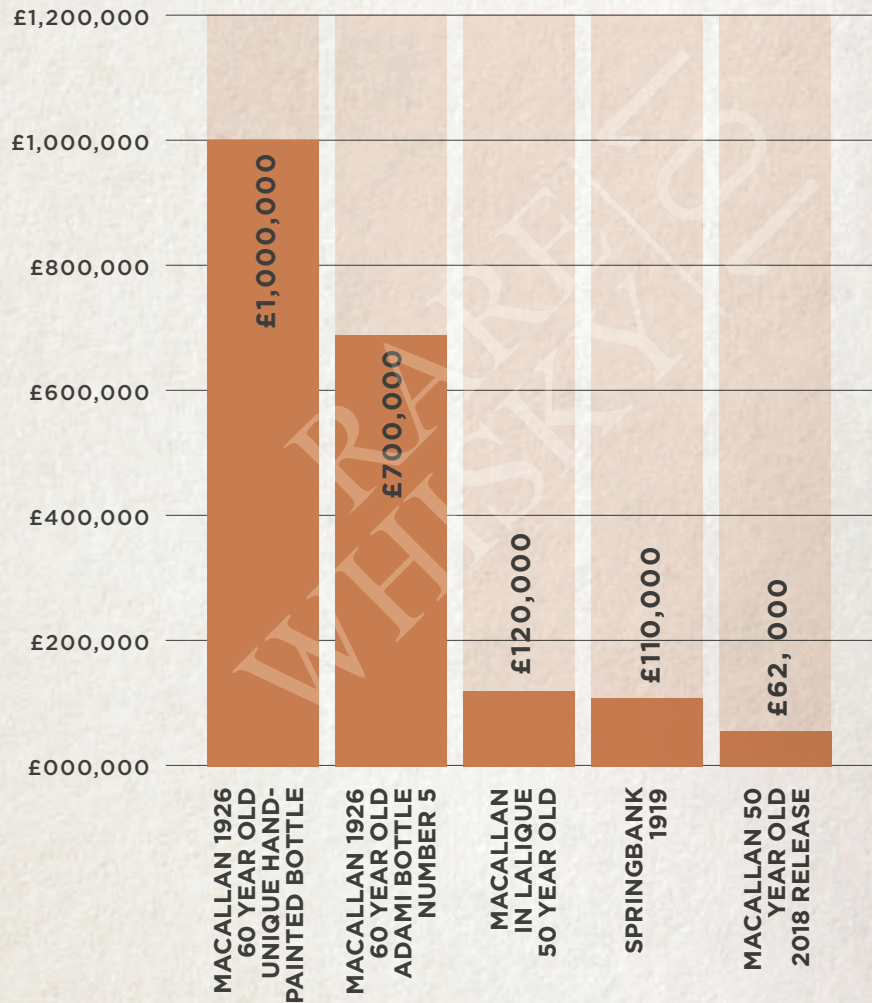 £1,200,000
£1,000,000
£800,000
£600,000
£400,000
£200,000
£000,000
£1,000,000
£700,000
£120,000
£110,000
£62, 000
MACALLAN 1926
60 YEAR OLD
UNIQUE HAND-
PAINTED BOTTLE
MACALLAN 1926
60 YEAR OLD
ADAMI BOTTLE
NUMBER 5
MACALLAN
IN LALIQUE
50 YEAR OLD
SPRINGBANK
1919
MACALLAN 50
YEAR OLD
2018 RELEASE
RARE
WHISKY